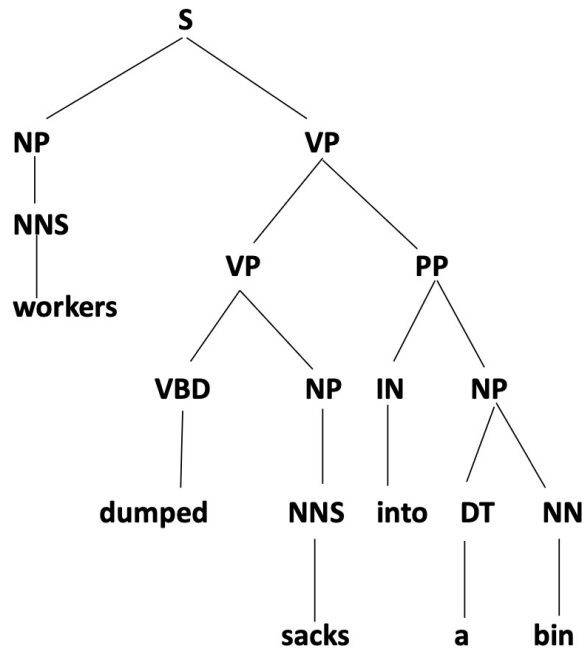 S
NP VP
NNS
VP PP
workers
VBD NP IN NP
dumped NNS into DT NN
sacks a bin